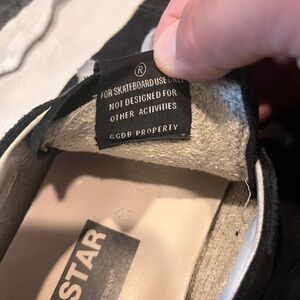 ®
FOR SKATEBOARD USE ONLY
NOT DESIGNED FOR
OTHER ACTIVITIES
GGDB PROPERTY
STAR